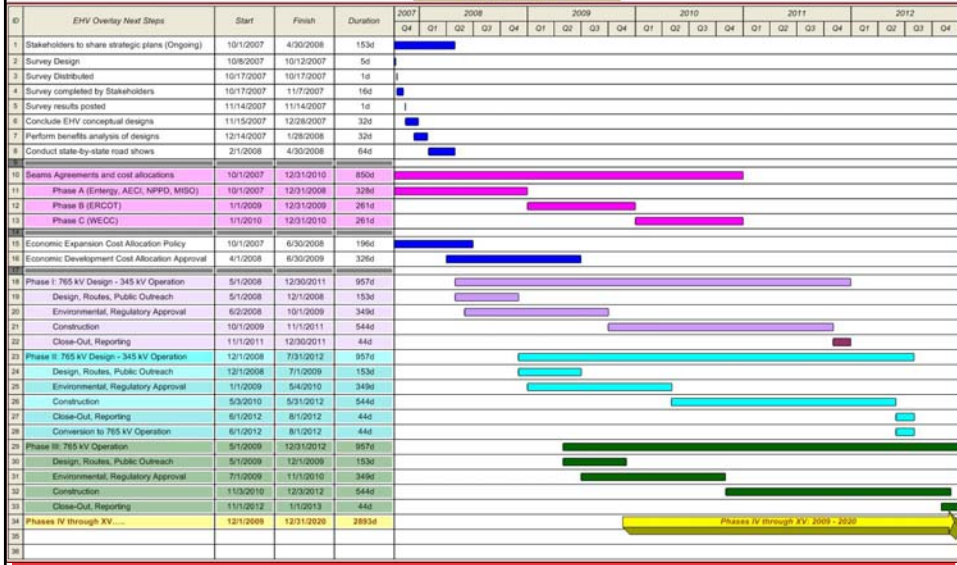 ID EHV Overlay Next Steps Start Finish Duration 2007 2008 2009 2010 2011 2012
Q4 Q1 Q2 Q3 Q4 Q1 Q2 Q3 Q4 Q1 Q2 Q3 Q4 Q1 Q2 Q3 Q4 Q1 Q2 Q3 Q4
1 Stakeholders to share strategic plans (Ongoing) 10/1/2007 4/30/2008 153d
2 Survey Design 10/8/2007 10/12/2007 5d
3 Survey Distributed 10/17/2007 10/17/2007 1d
4 Survey completed by Stakeholders 10/17/2007 11/7/2007 16d
5 Survey results posted 11/14/2007 11/14/2007 1d
6 Conclude EHV conceptual designs 11/15/2007 12/28/2007 32d
7 Perform benefits analysis of designs 12/14/2007 1/28/2008 32d
8 Conduct state-by-state road shows 2/1/2008 4/30/2008 64d
9
10 Seams Agreements and cost allocations 10/1/2007 12/31/2010 850d
11 Phase A (Entergy, AECI, NPPD, MISO) 10/1/2007 12/31/2008 328d
12 Phase B (ERCOT) 1/1/2009 12/31/2009 261d
13 Phase C (WECC) 1/1/2010 12/31/2010 261d
14
15 Economic Expansion Cost Allocation Policy 10/1/2007 6/30/2008 196d
16 Economic Development Cost Allocation Approval 4/1/2008 6/30/2009 326d
17
18 Phase I: 765 kV Design - 345 kV Operation 5/1/2008 12/30/2011 957d
19 Design, Routes, Public Outreach 5/1/2008 12/1/2008 153d
20 Environmental, Regulatory Approval 6/2/2008 10/1/2009 349d
21 Construction 10/1/2009 11/1/2011 544d
22 Close-Out, Reporting 11/1/2011 12/30/2011 44d
23 Phase II: 765 kV Design - 345 kV Operation 12/1/2008 7/31/2012 957d
24 Design, Routes, Public Outreach 12/1/2008 7/1/2009 153d
25 Environmental, Regulatory Approval 1/1/2009 5/4/2010 349d
26 Construction 5/3/2010 5/31/2012 544d
27 Close-Out, Reporting 6/1/2012 8/1/2012 44d
28 Conversion to 765 kV Operation 6/1/2012 8/1/2012 44d
29 Phase III: 765 kV Operation 5/1/2009 12/31/2012 957d
30 Design, Routes, Public Outreach 5/1/2009 12/1/2009 153d
31 Environmental, Regulatory Approval 7/1/2009 11/1/2010 349d
32 Construction 11/3/2010 12/3/2012 544d
33 Close-Out, Reporting 11/1/2012 1/1/2013 44d
34 Phases IV through XV..... 12/1/2009 12/31/2020 2893d Phases IV through XV: 2009 - 2020
35
36